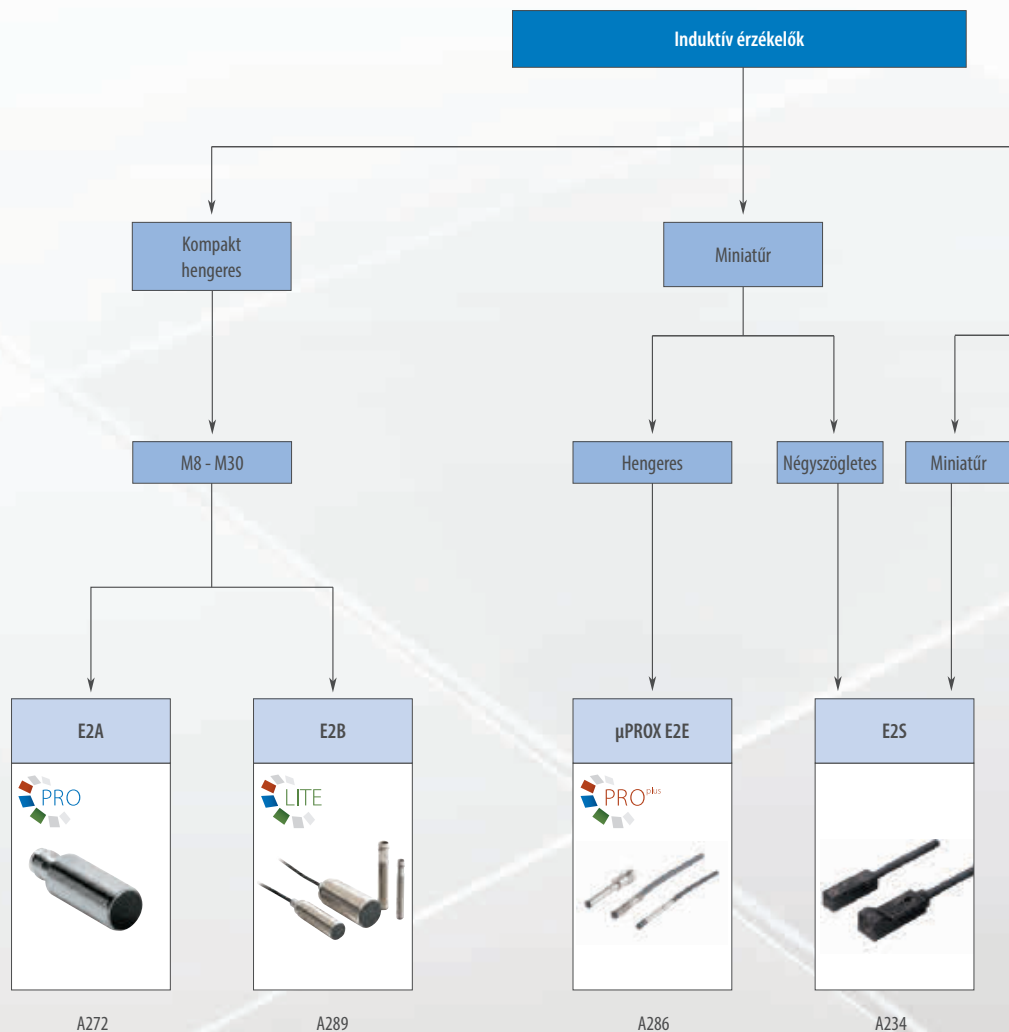 Induktív érzékelők
Kompakt
hengeres
Miniatűr
M8 - M30
Hengeres
Négyszögletes
Miniatűr
E2A
E2B
µPROX E2E
E2S
PRO
LITE
PROplus
A272
A289
A286
A234